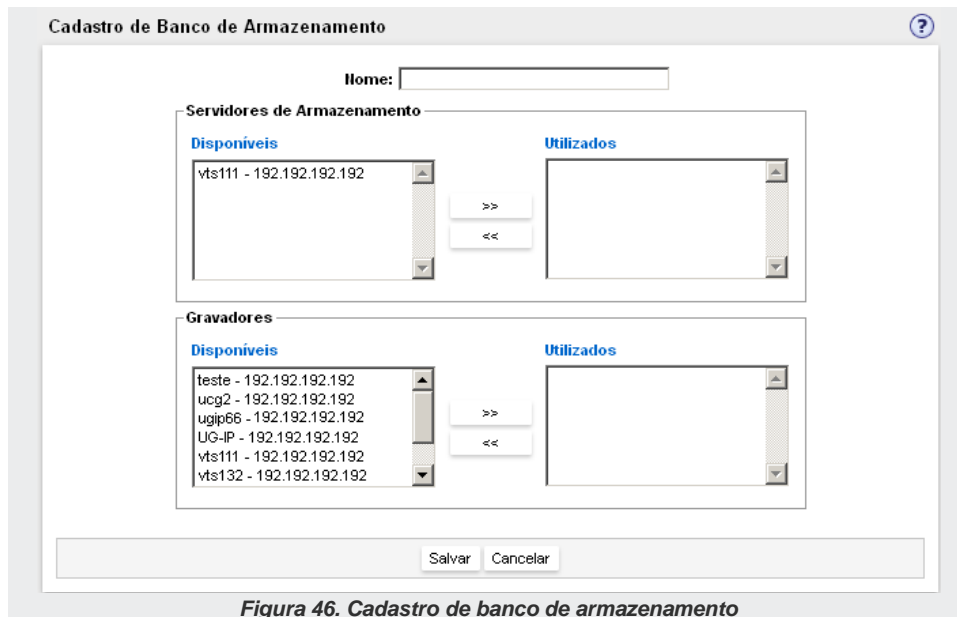 Cadastro de Banco de Armazenamento ?
Nome:
Servidores de Armazenamento
Disponíveis Utilizados
vts111 - 192.192.192.192
>>
<<
Gravadores
Disponíveis Utilizados
teste - 192.192.192.192
ucg2 - 192.192.192.192
ugip66 - 192.192.192.192
UG-IP - 192.192.192.192
vts111 - 192.192.192.192
vts132 - 192.192.192.192
>>
<<
Salvar Cancelar
Figura 46. Cadastro de banco de armazenamento